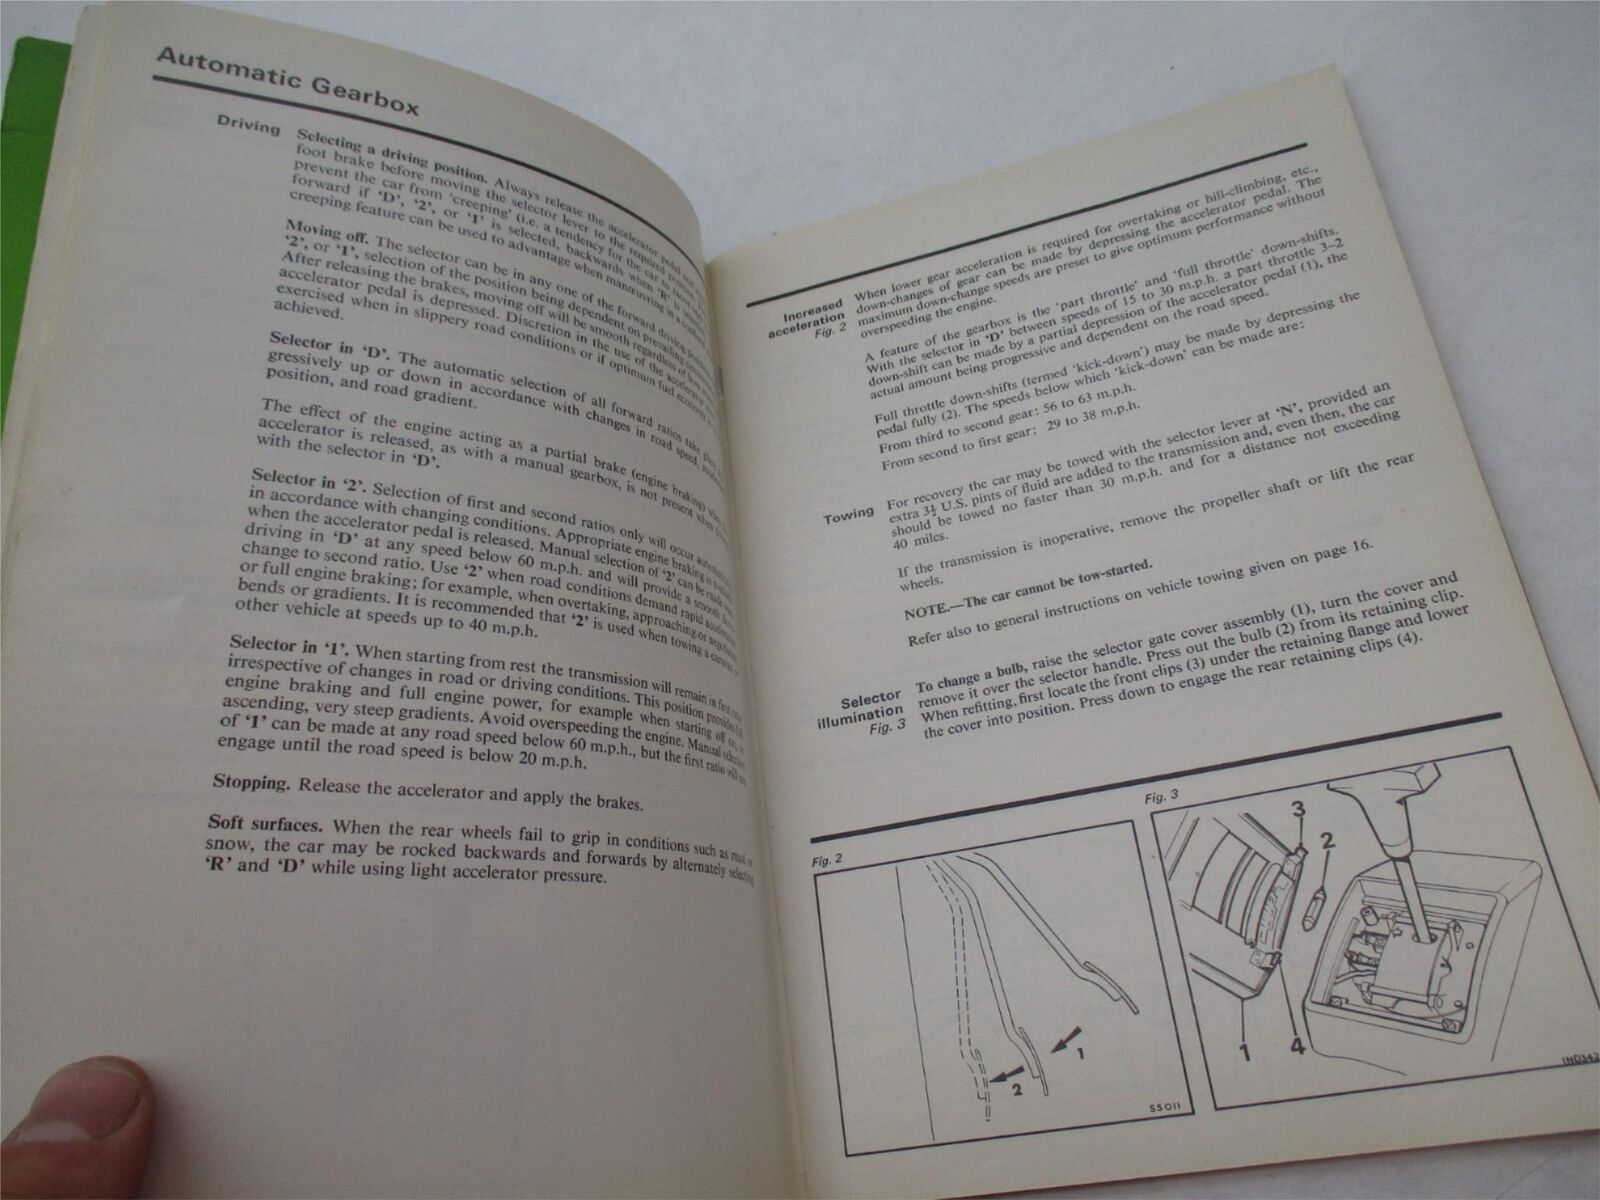 Automatic Gearbox
Driving
Selecting a driving position. Always release the accelerator pedal and
foot brake before moving the selector lever to the required position
prevent the car from 'creeping' (i.e. a tendency for the car to move
forward if 'D', '2', or '1' is selected, backwards when 'R' is selected
creeping feature can be used to advantage when manœuvring in a
Moving off. The selector can be in any one of the forward driving
'2', or '1', selection of the position being dependent on prevailing
After releasing the brakes, moving off will be smooth regardless of how
accelerator pedal is depressed. Discretion in the use of the accelerator
exercised when in slippery road conditions or if optimum fuel economy
achieved.
Selector in 'D'. The automatic selection of all forward ratios take place
gressively up or down in accordance with changes in road speed,
position, and road gradient.
The effect of the engine acting as a partial brake (engine braking) when
accelerator is released, as with a manual gearbox, is not present when
with the selector in 'D'.
Selector in '2'. Selection of first and second ratios only will occur
in accordance with changing conditions. Appropriate engine braking is available
when the accelerator pedal is released. Manual selection of '2' can be made
driving in 'D' at any speed below 60 m.p.h. and will provide a smooth
change to second ratio. Use '2' when road conditions demand rapid acceleration
or full engine braking; for example, when overtaking, approaching or negotiating
bends or gradients. It is recommended that '2' is used when towing a caravan or
other vehicle at speeds up to 40 m.p.h.
Selector in '1'. When starting from rest the transmission will remain in first
irrespective of changes in road or driving conditions. This position provides full
engine braking and full engine power, for example when starting off on, or
ascending, very steep gradients. Avoid overspeeding the engine. Manual selection
of '1' can be made at any road speed below 60 m.p.h., but the first ratio will not
engage until the road speed is below 20 m.p.h.
Stopping. Release the accelerator and apply the brakes.
Soft surfaces. When the rear wheels fail to grip in conditions such as mud or
snow, the car may be rocked backwards and forwards by alternately selecting
'R' and 'D' while using light accelerator pressure.
Increased
acceleration
Fig. 2
When lower gear acceleration is required for overtaking or hill-climbing, etc.,
down-changes of gear can be made by depressing the accelerator pedal. The
maximum down-change speeds are preset to give optimum performance without
overspeeding the engine.
A feature of the gearbox is the 'part throttle' and 'full throttle' down-shifts.
With the selector in 'D' between speeds of 15 to 30 m.p.h. a part throttle 3–2
down-shift can be made by a partial depression of the accelerator pedal (1), the
actual amount being progressive and dependent on the road speed.
Full throttle down-shifts (termed 'kick-down') may be made by depressing the
pedal fully (2). The speeds below which 'kick-down' can be made are:
From third to second gear: 56 to 63 m.p.h.
From second to first gear: 29 to 38 m.p.h.
Towing
For recovery the car may be towed with the selector lever at 'N', provided an
extra 3½ U.S. pints of fluid are added to the transmission and, even then, the car
should be towed no faster than 30 m.p.h. and for a distance not exceeding
40 miles.
If the transmission is inoperative, remove the propeller shaft or lift the rear
wheels.
NOTE.—The car cannot be tow-started.
Refer also to general instructions on vehicle towing given on page 16.
Selector
illumination
Fig. 3
To change a bulb, raise the selector gate cover assembly (1), turn the cover and
remove it over the selector handle. Press out the bulb (2) from its retaining clip.
When refitting, first locate the front clips (3) under the retaining flange and lower
the cover into position. Press down to engage the rear retaining clips (4).
Fig. 2
1
2
5501I
Fig. 3
3
2
1
4